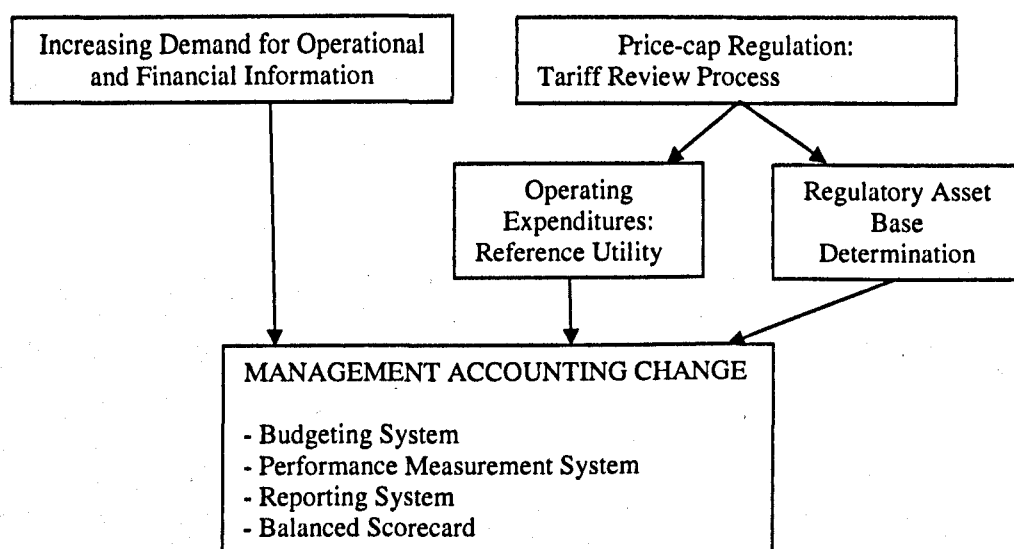 Increasing Demand for Operational
and Financial Information
Price-cap Regulation:
Tariff Review Process
Operating
Expenditures:
Reference Utility
Regulatory Asset
Base
Determination
MANAGEMENT ACCOUNTING CHANGE
- Budgeting System
- Performance Measurement System
- Reporting System
- Balanced Scorecard